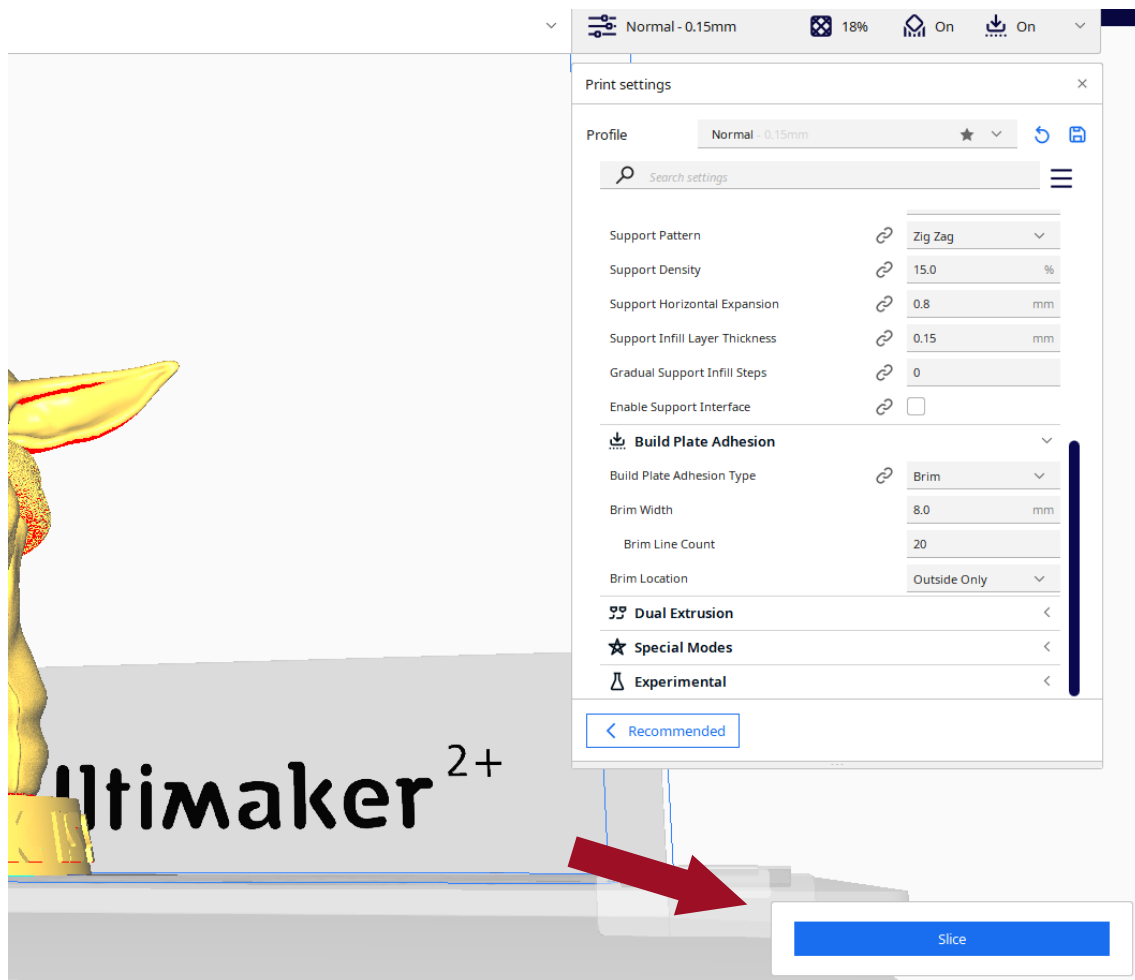 Normal - 0.15mm 18% On On
Print settings
Profile Normal - 0.15mm
Search settings
Support Pattern Zig Zag
Support Density 15.0 %
Support Horizontal Expansion 0.8 mm
Support Infill Layer Thickness 0.15 mm
Gradual Support Infill Steps 0
Enable Support Interface
Build Plate Adhesion
Build Plate Adhesion Type Brim
Brim Width 8.0 mm
Brim Line Count 20
Brim Location Outside Only
Dual Extrusion
Special Modes
Experimental
Recommended
Ultimaker 2+
Slice